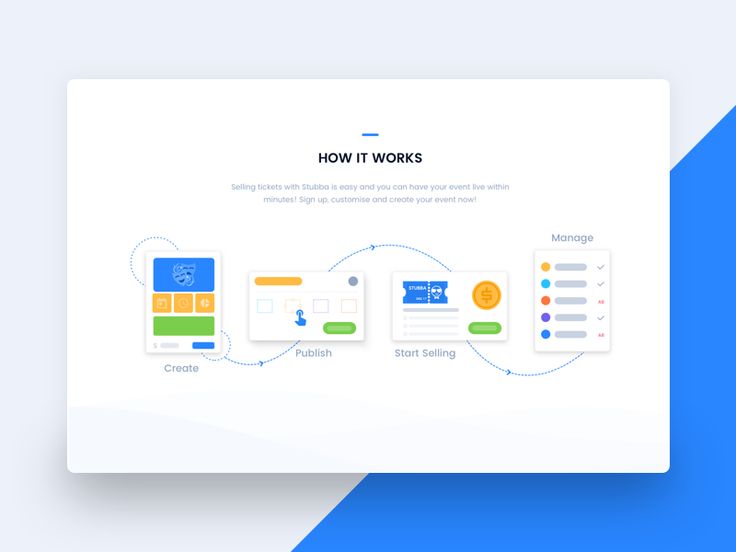 HOW IT WORKS
Selling tickets with Stubba is easy and you can have your event live within
minutes! Sign up, customise and create your event now!
Manage
STUBBA
$
$
Publish
Start Selling
Create